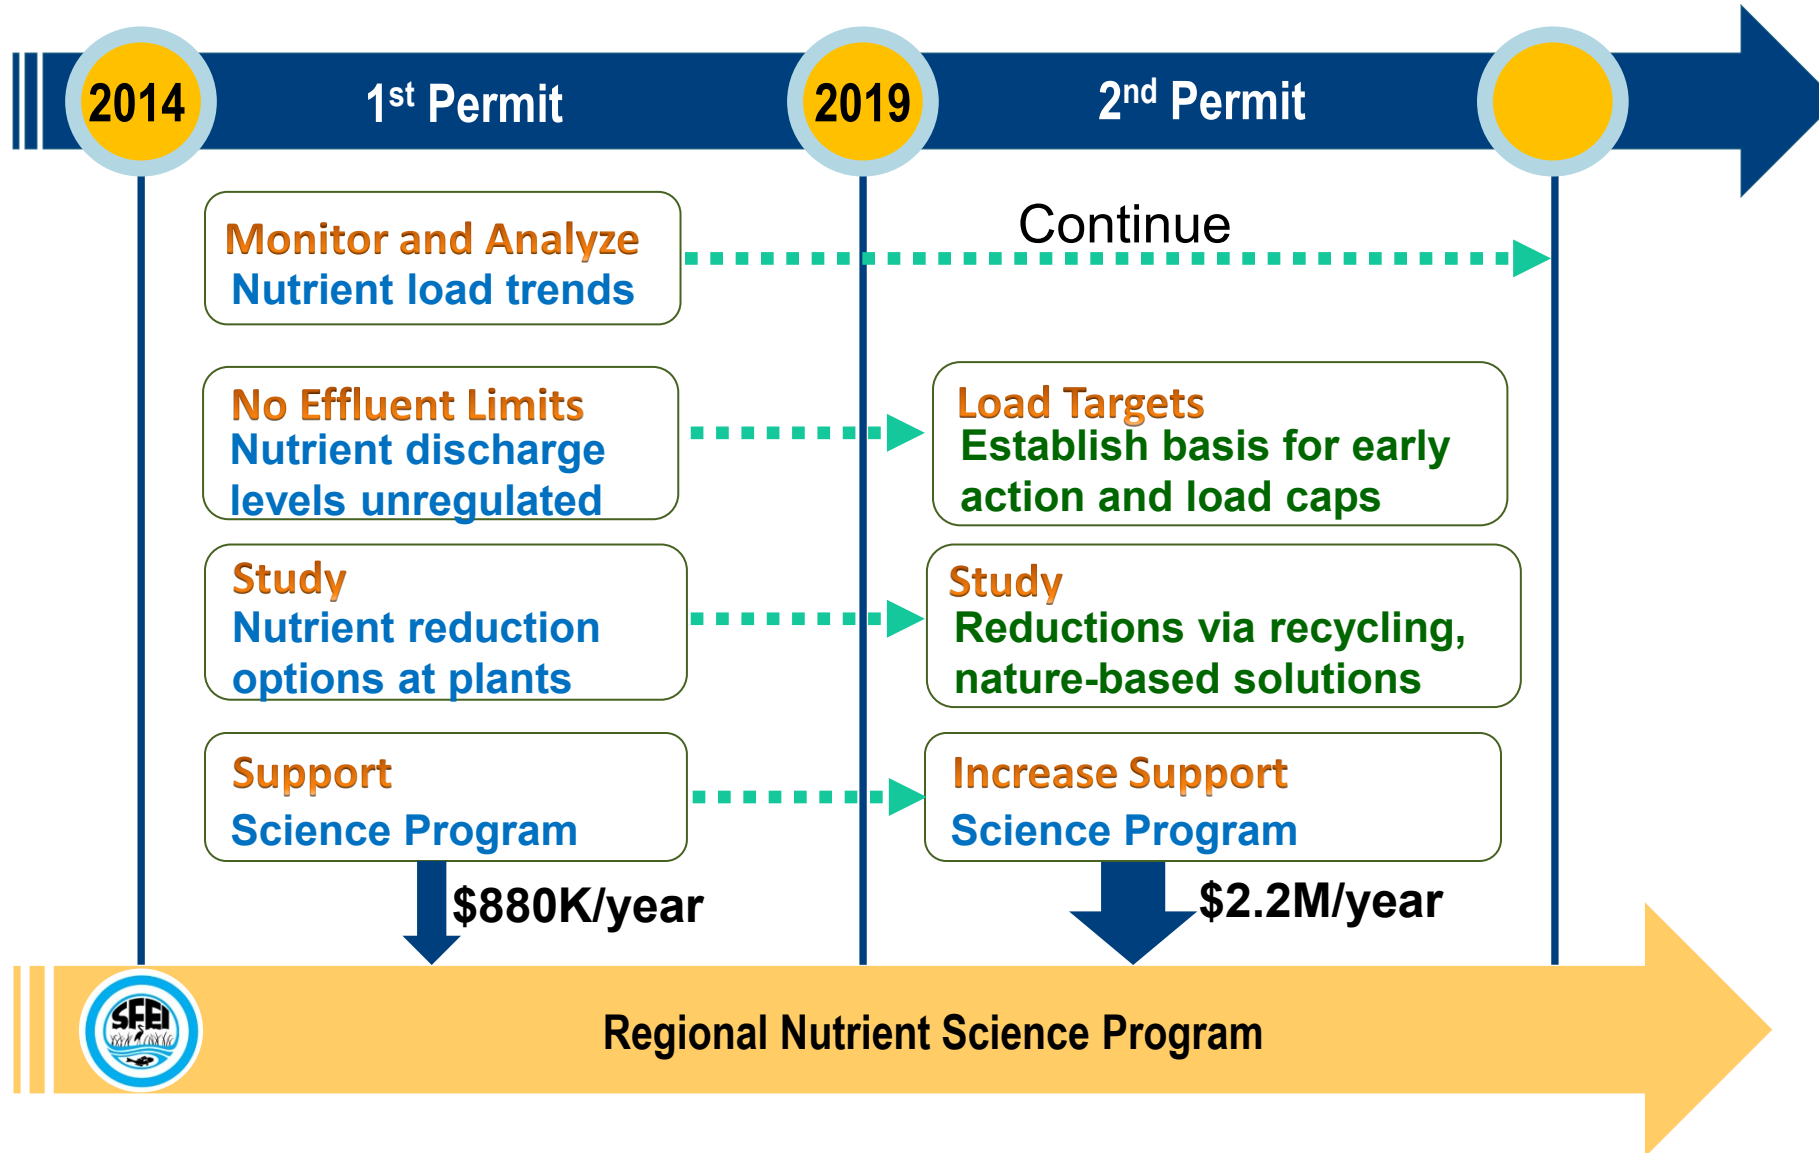 2014
1st Permit
2019
2nd Permit
Monitor and Analyze
Nutrient load trends
Continue
No Effluent Limits
Nutrient discharge
levels unregulated
Load Targets
Establish basis for early
action and load caps
Study
Nutrient reduction
options at plants
Study
Reductions via recycling,
nature-based solutions
Support
Science Program
Increase Support
Science Program
$880K/year
$2.2M/year
SFEI
Regional Nutrient Science Program